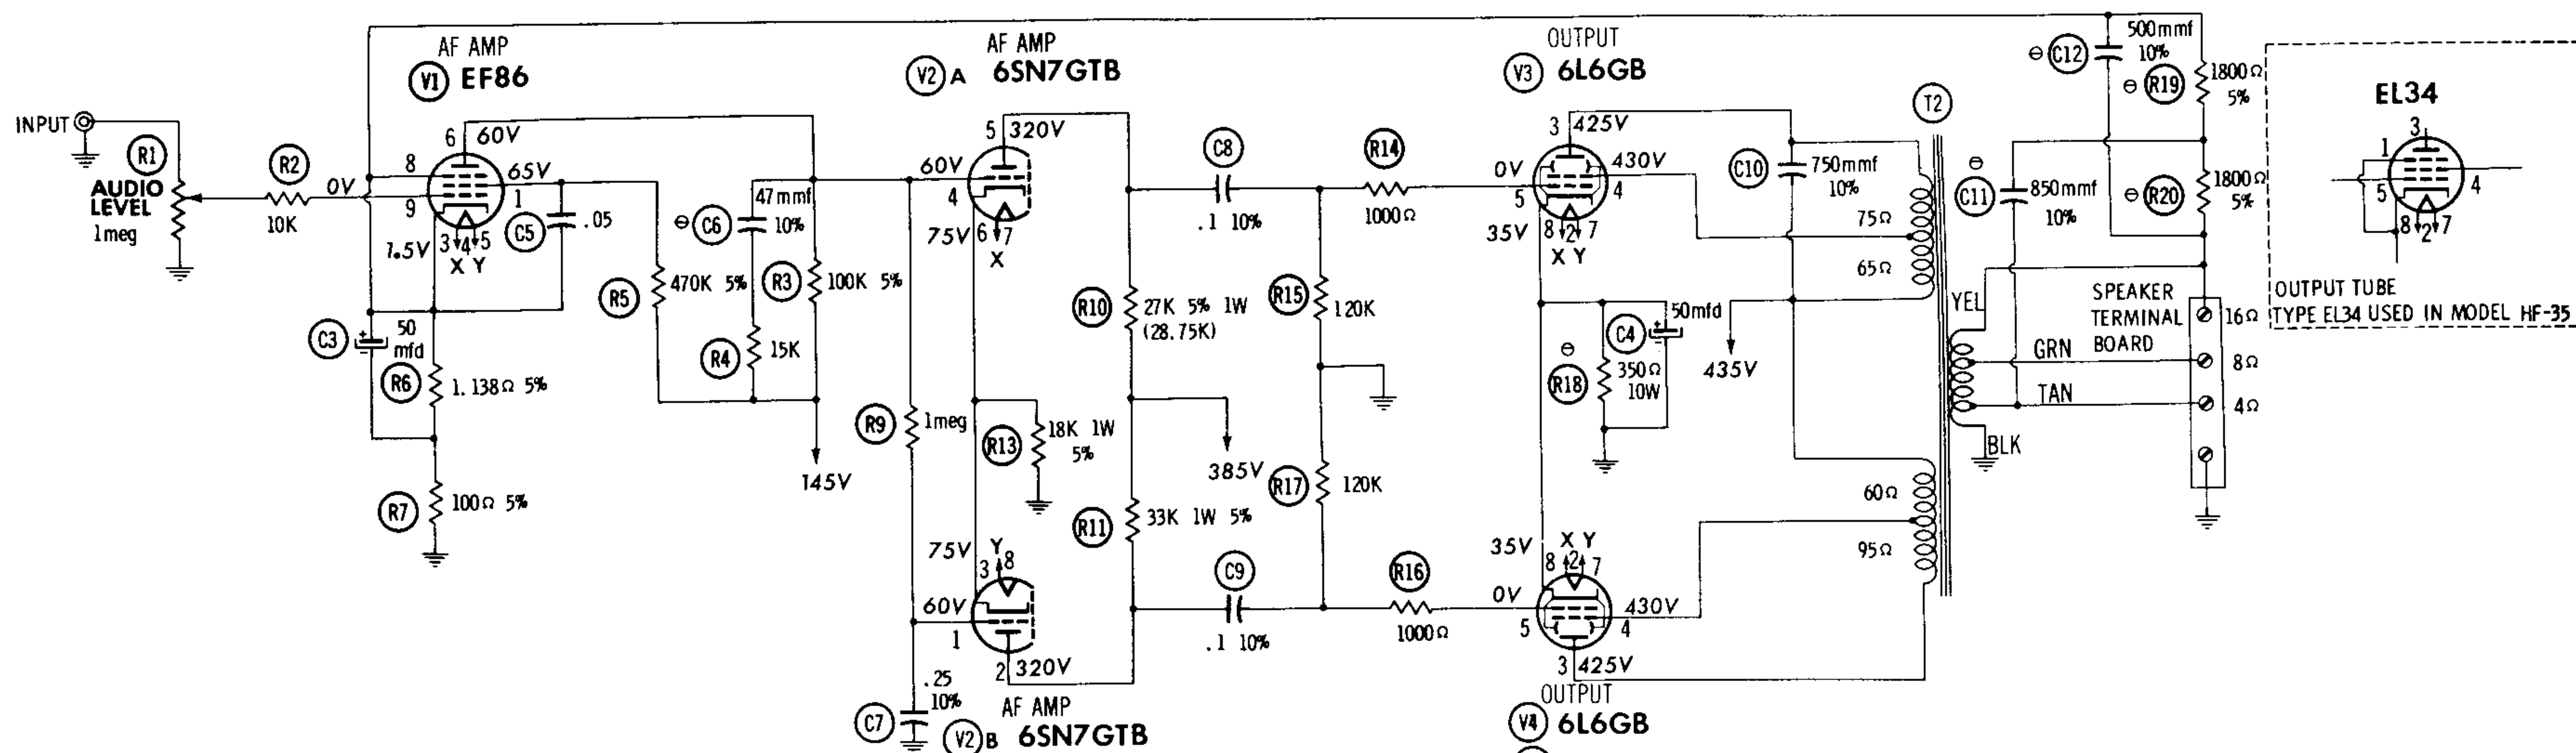 AF AMP
V1 EF86
AF AMP
V2 A 6SN7GTB
OUTPUT
V3 6L6GB
T2
500mmf
10%
⊖ C12
⊖ R19
1800Ω
5%
EL34
3
1
5
4
8 2 7
OUTPUT TUBE
TYPE EL34 USED IN MODEL HF-35
INPUT
R1
AUDIO
LEVEL
1meg
R2
10K
0V
6 60V
8
9
65V
1
1.5V
3 4 5
X Y
C5
.05
C3
+
50
mfd
R6
1.138Ω 5%
R7
100Ω 5%
R5
470K 5%
47mmf
⊖ C6
10%
R4
15K
R3
100K 5%
145V
R9
1meg
5 320V
60V
4
75V
6 7
X
R13
18K 1W
5%
75V
Y
3 8
60V
1
2 320V
.25
10%
C7
AF AMP
V2 B 6SN7GTB
R10
27K 5% 1W
(28.75K)
385V
R11
33K 1W 5%
C8
.1 10%
R14
1000Ω
R15
120K
R17
120K
C9
.1 10%
R16
1000Ω
3 425V
0V
5
430V
4
35V
8 2 7
X Y
⊖
R18
350Ω
10W
C4
+
50mfd
435V
35V
X Y
8 2 7
0V
5
430V
4
3 425V
OUTPUT
V4 6L6GB
C10
750mmf
10%
75Ω
65Ω
60Ω
95Ω
⊖
C11
850mmf
10%
⊖ R20
1800Ω
5%
YEL
GRN
TAN
BLK
SPEAKER
TERMINAL
BOARD
16Ω
8Ω
4Ω